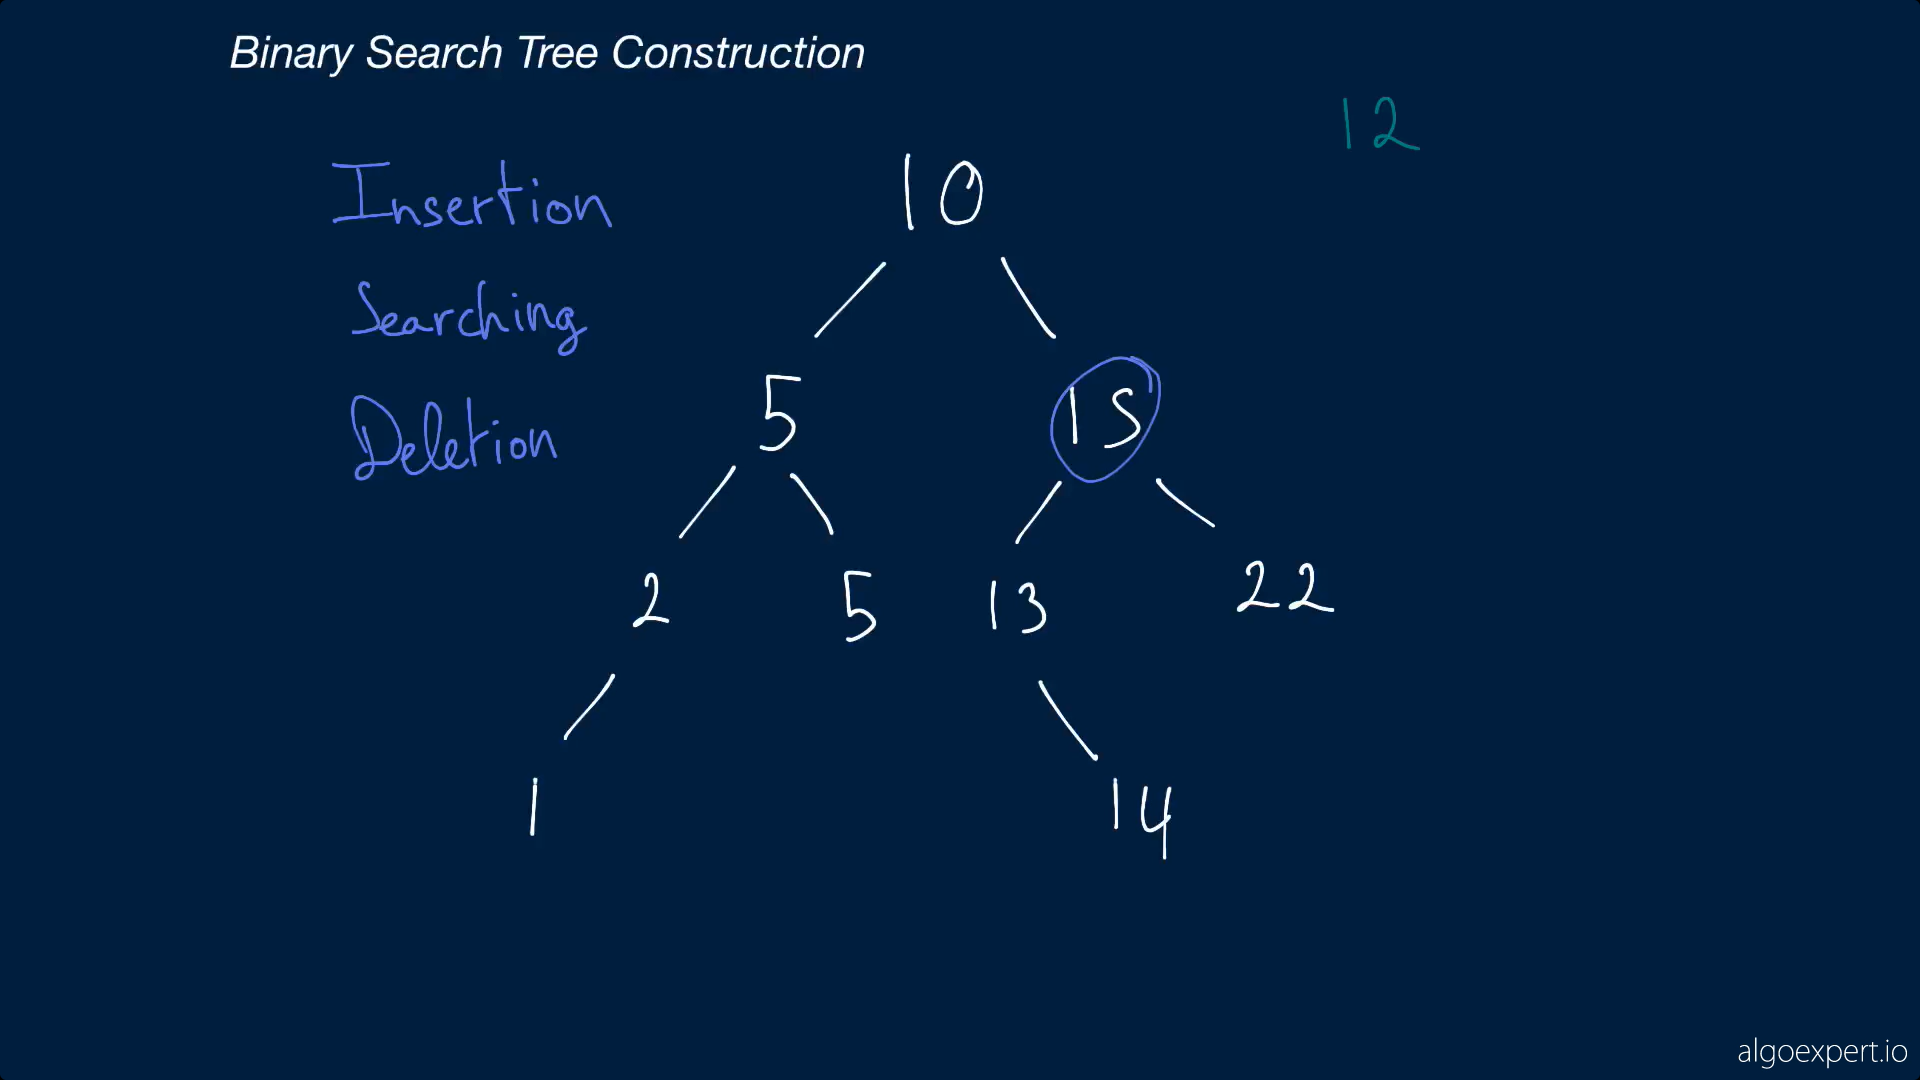 Binary Search Tree Construction
12
Insertion
10
Searching
5 15
Deletion
2 5 13 22
1 14
algoexpert.io